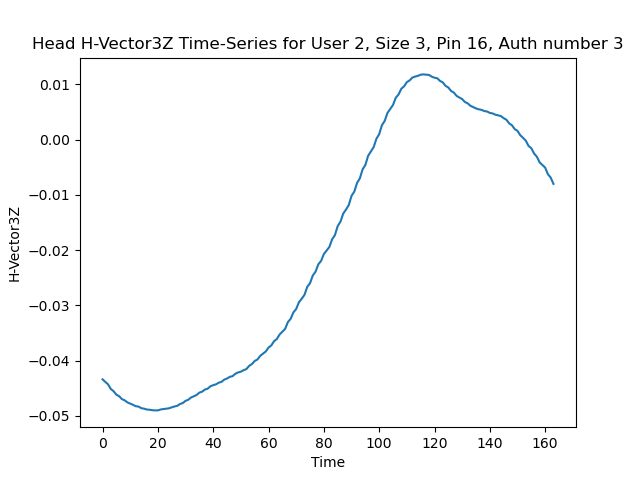 Head H-Vector3Z Time-Series for User 2, Size 3, Pin 16, Auth number 3
0.01
0.00
−0.01
−0.02
−0.03
−0.04
−0.05
H-Vector3Z
0 20 40 60 80 100 120 140 160
Time